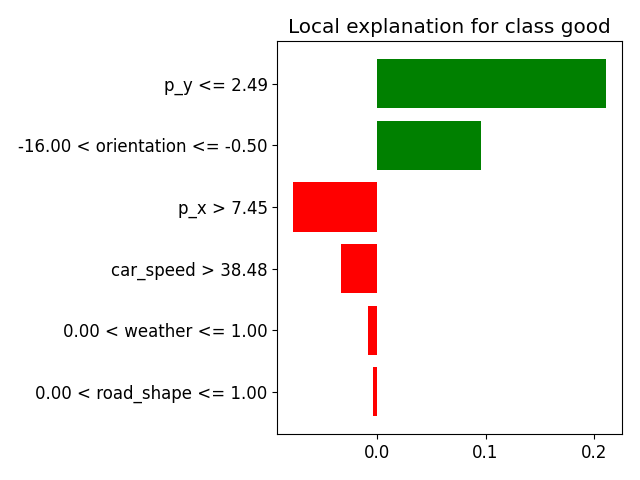 Local explanation for class good
p_y <= 2.49
-16.00 < orientation <= -0.50
p_x > 7.45
car_speed > 38.48
0.00 < weather <= 1.00
0.00 < road_shape <= 1.00
0.0 0.1 0.2